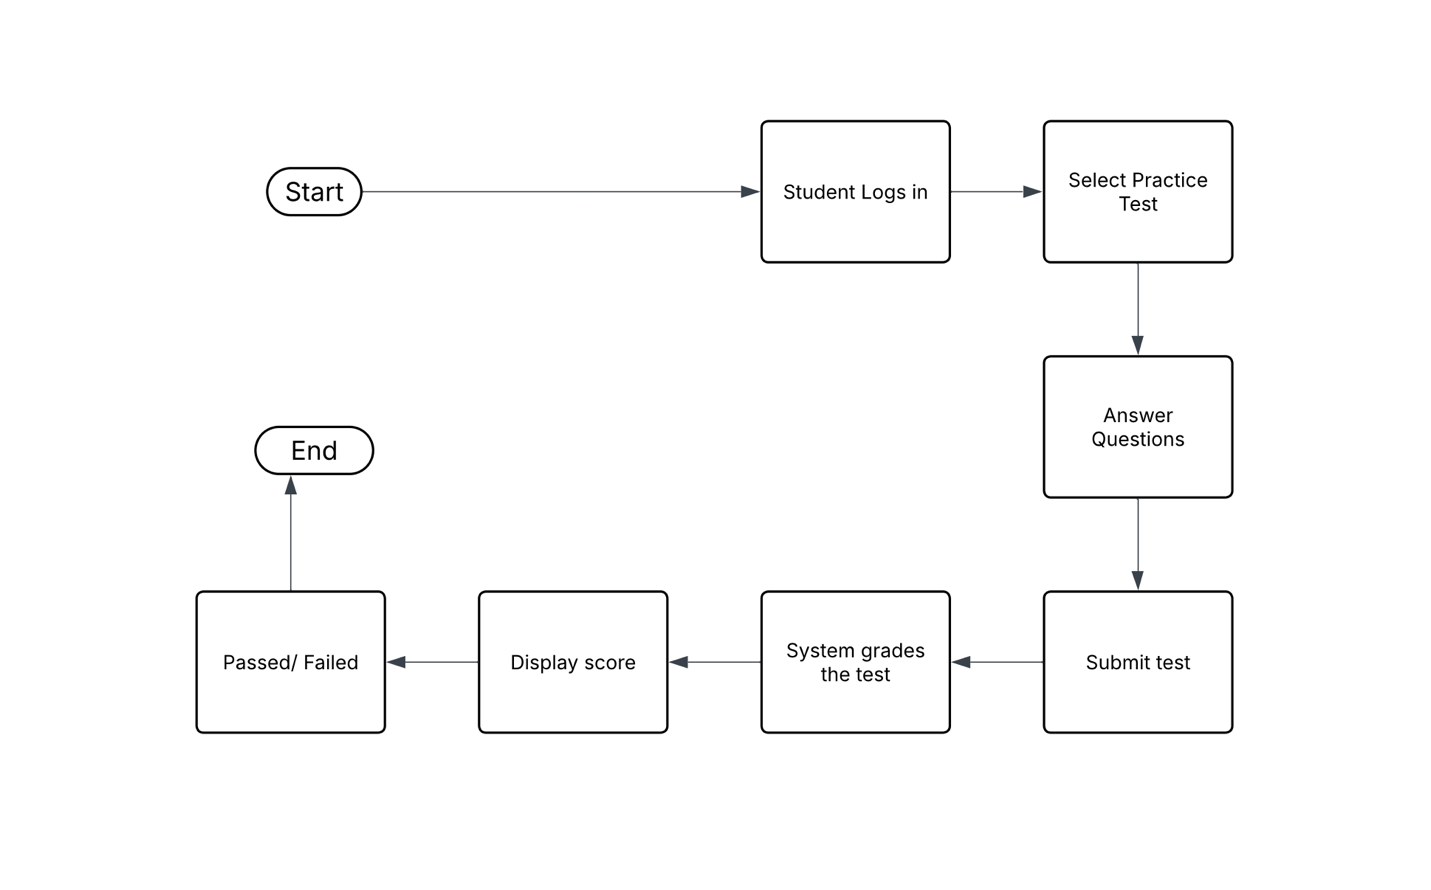 Start
Student Logs in
Select Practice
Test
Answer
Questions
End
Passed/ Failed
Display score
System grades
the test
Submit test